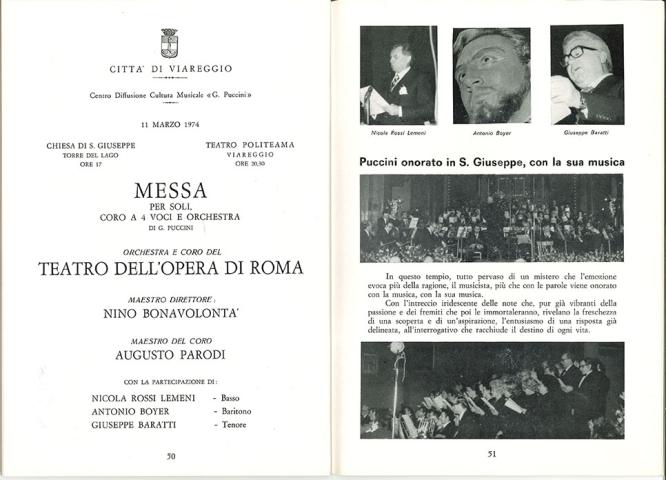 CITTA' DI VIAREGGIO
Centro Diffusione Cultura Musicale «G. Puccini»
11 MARZO 1974
CHIESA DI S. GIUSEPPE
TORRE DEL LAGO
ORE 17
TEATRO POLITEAMA
VIAREGGIO
ORE 20,30
MESSA
PER SOLI,
CORO A 4 VOCI E ORCHESTRA
DI G. PUCCINI
ORCHESTRA E CORO DEL
TEATRO DELL'OPERA DI ROMA
MAESTRO DIRETTORE:
NINO BONAVOLONTA'
MAESTRO DEL CORO
AUGUSTO PARODI
CON LA PARTECIPAZIONE DI:
NICOLA ROSSI LEMENI - Basso
ANTONIO BOYER - Baritono
GIUSEPPE BARATTI - Tenore
50
Nicola Rossi Lemeni
Antonio Boyer
Giuseppe Baratti
Puccini onorato in S. Giuseppe, con la sua musica
In questo tempio, tutto pervaso di un mistero che l'emozione
evoca più della ragione, il musicista, più che con le parole viene onorato
con la musica, con la sua musica.
Con l'intreccio iridescente delle note che, pur già vibranti della
passione e dei fremiti che poi le immortaleranno, rivelano la freschezza
di una scoperta e di un'aspirazione, l'entusiasmo di una risposta già
delineata, all'interrogativo che racchiude il destino di ogni vita.
51